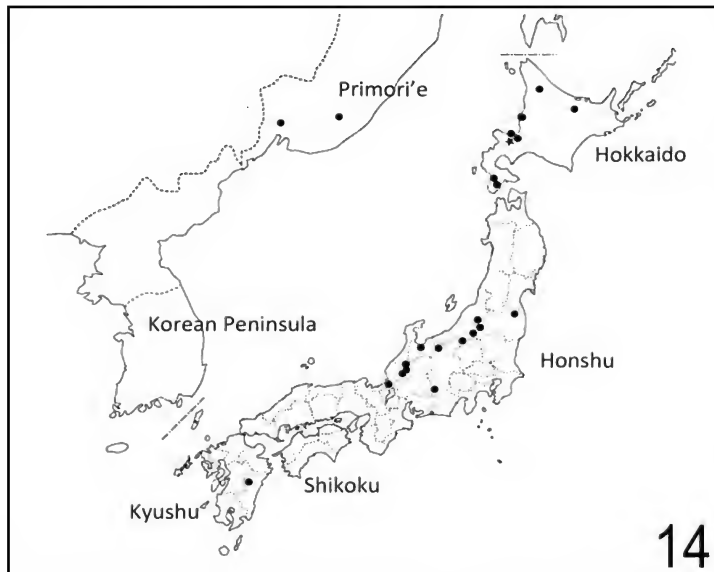 Primori'e
Hokkaido
Korean Peninsula
Honshu
Shikoku
Kyushu
14